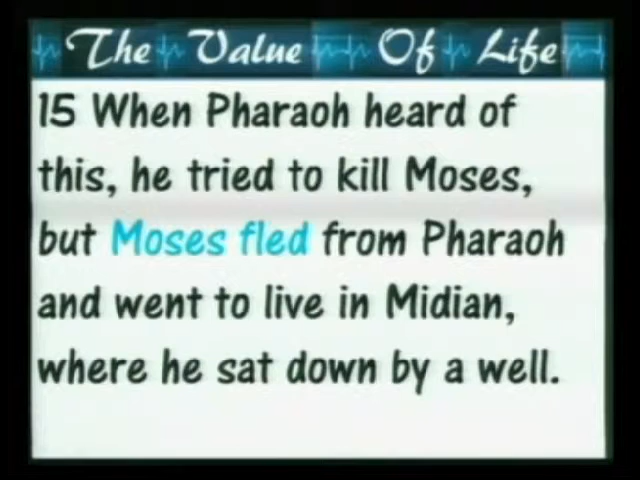 The Value Of Life
15 When Pharaoh heard of
this, he tried to kill Moses,
but Moses fled from Pharaoh
and went to live in Midian,
where he sat down by a well.